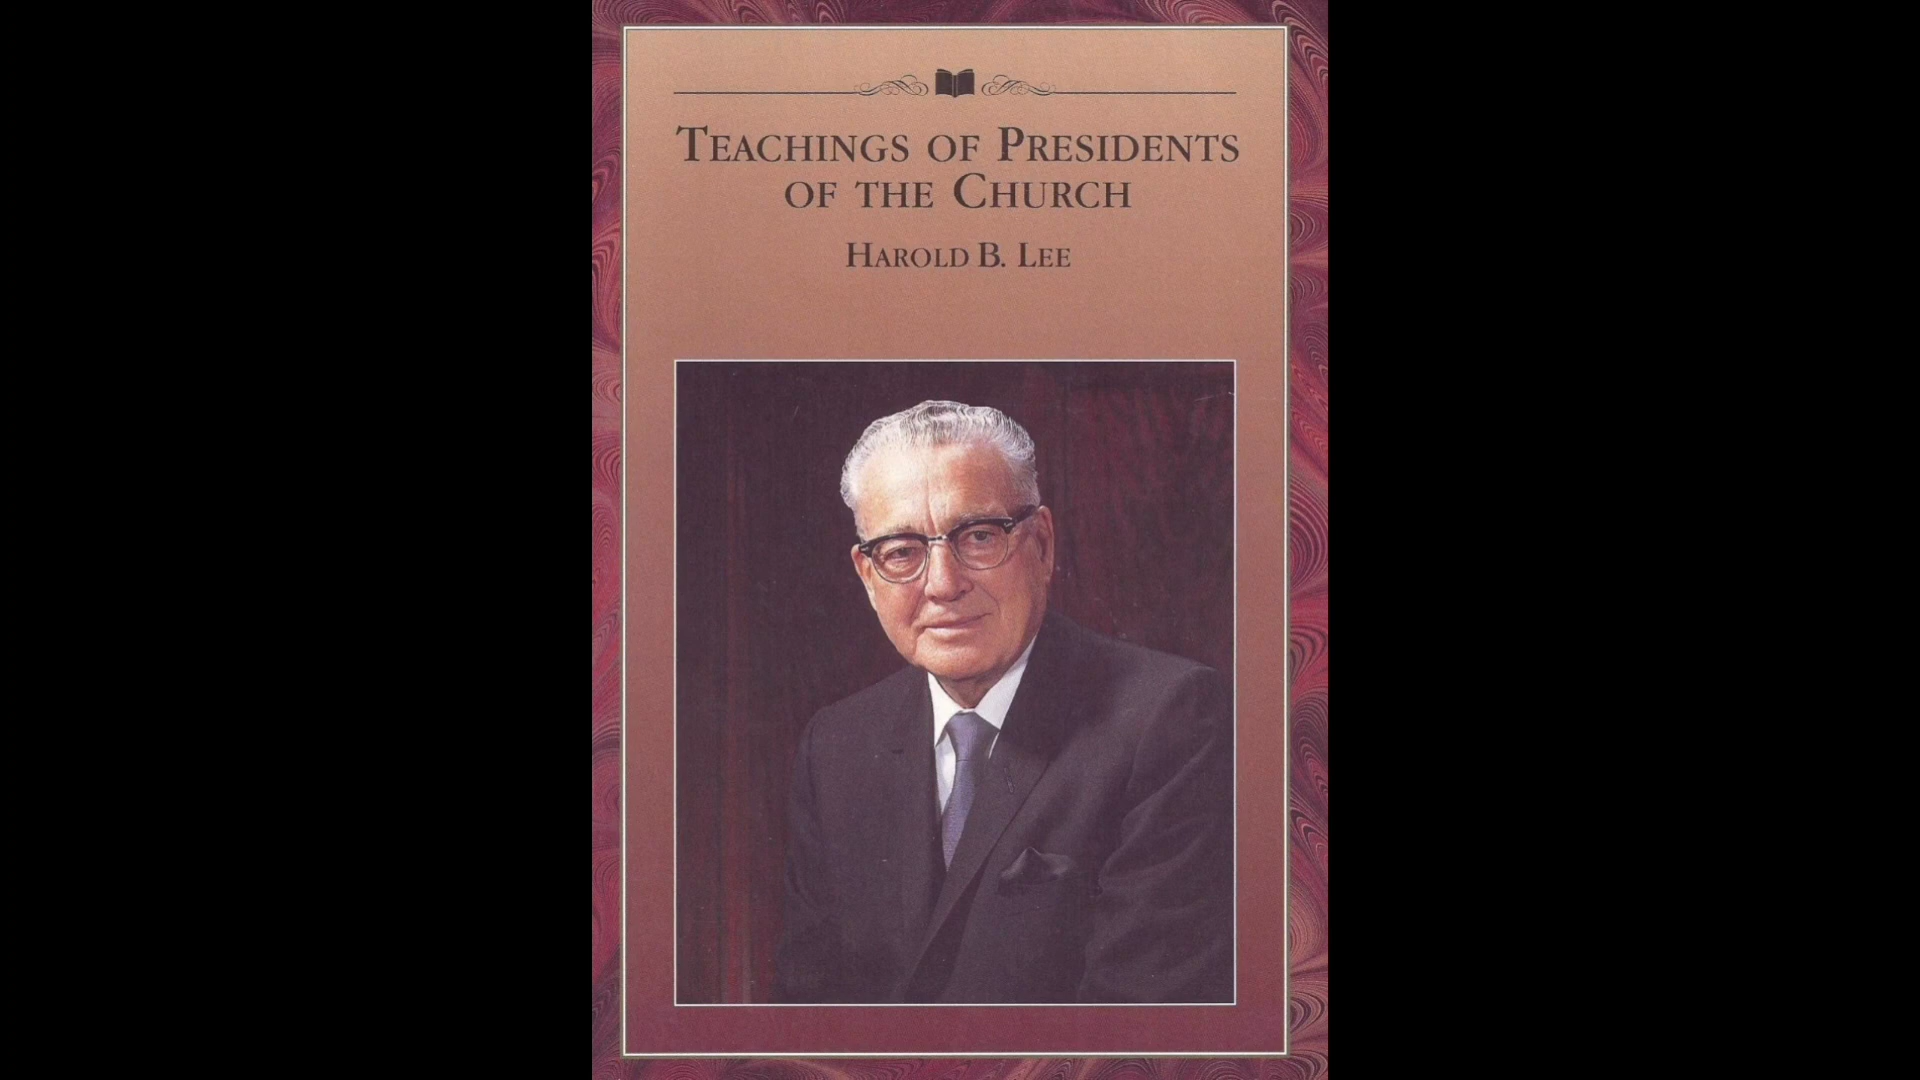 TEACHINGS OF PRESIDENTS
OF THE CHURCH
HAROLD B. LEE